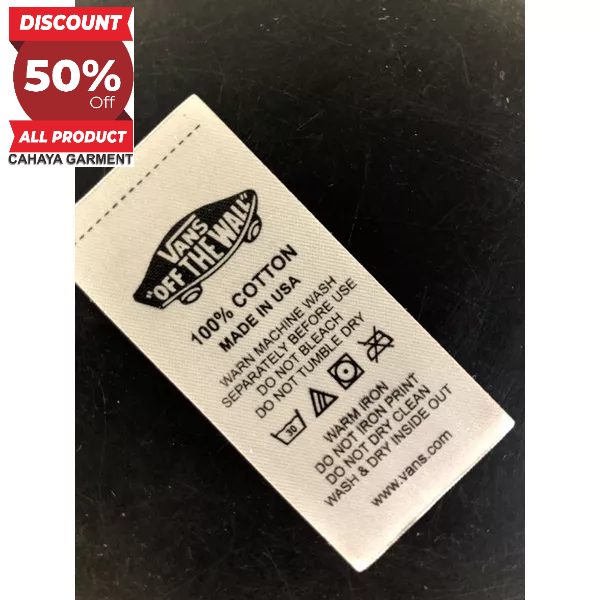 DISCOUNT
50%
Off
ALL PRODUCT
CAHAYA GARMENT
VANS
"OFF THE WALL"
100% COTTON
MADE IN USA
WARN MACHINE WASH
SEPARATELY BEFORE USE
DO NOT BLEACH
DO NOT TUMBLE DRY
30
WARM IRON
DO NOT IRON PRINT
DO NOT DRY CLEAN
WASH & DRY INSIDE OUT
www.vans.com